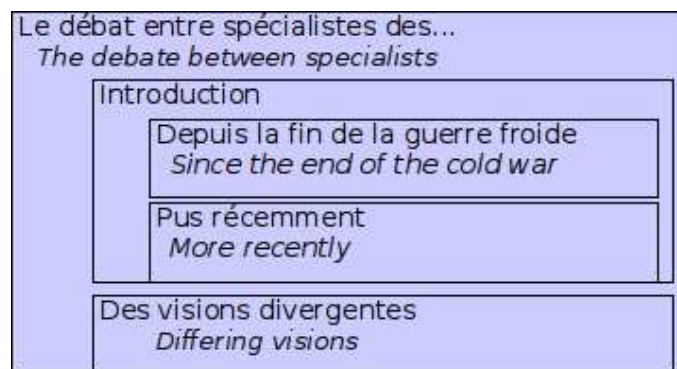 Le débat entre spécialistes des...
The debate between specialists
Introduction
Depuis la fin de la guerre froide
Since the end of the cold war
Pus récemment
More recently
Des visions divergentes
Differing visions